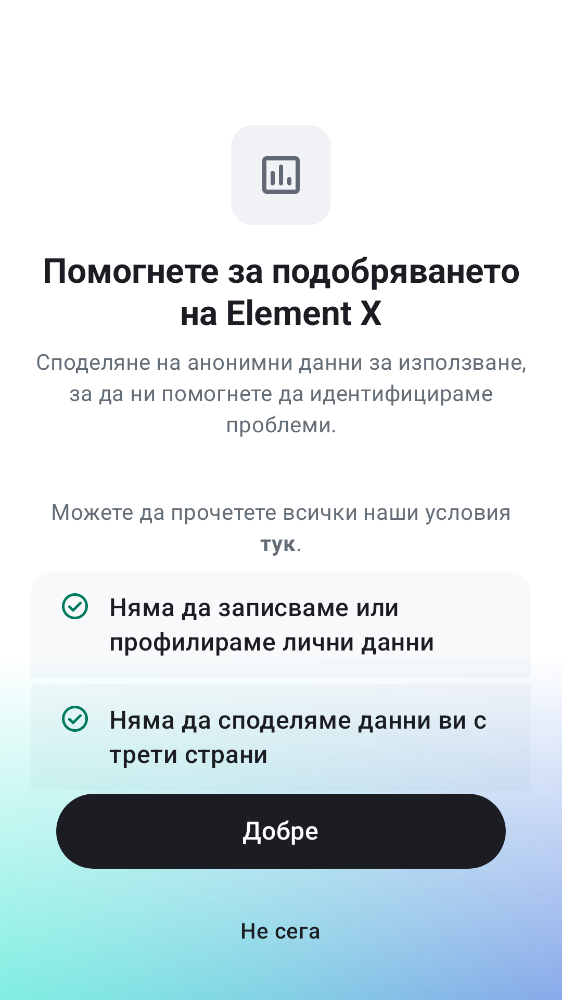 Помогнете за подобряването
на Element X
Споделяне на анонимни данни за използване,
за да ни помогнете да идентифицираме
проблеми.
Можете да прочетете всички наши условия
тук.
Няма да записваме или
профилираме лични данни
Няма да споделяме данни ви с
трети страни
Добре
Не сега